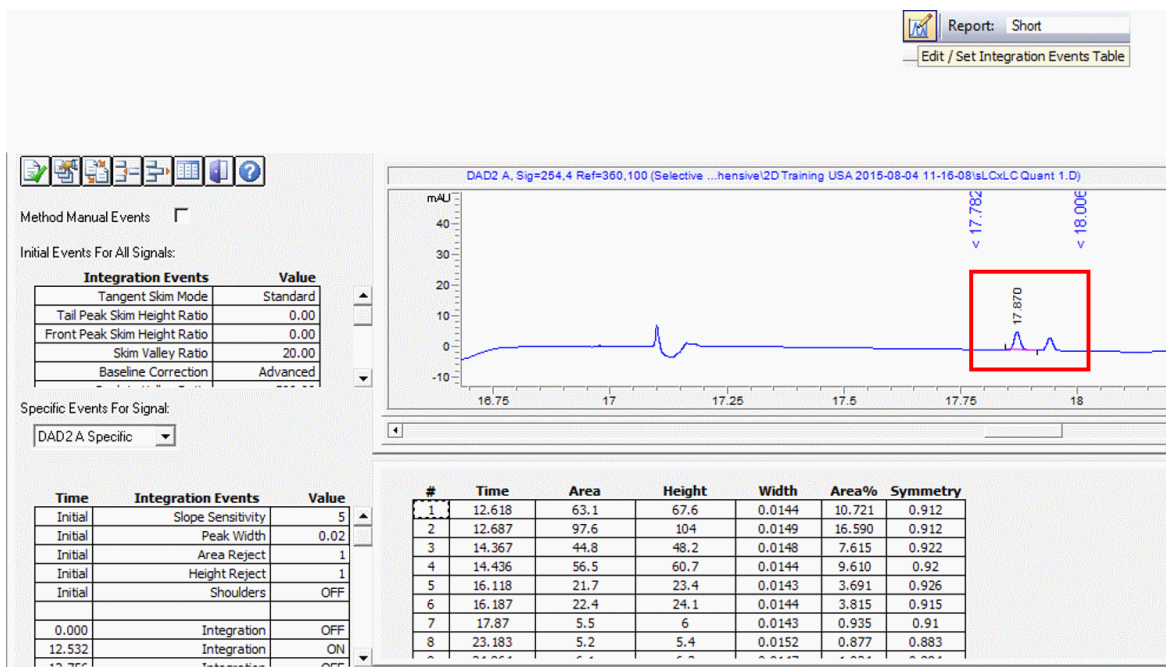 Report: Short
Edit / Set Integration Events Table
DAD2 A, Sig=254,4 Ref=360,100 (Selective ...hensive\2D Training USA 2015-08-04 11-16-08\sLCxLC Quant 1.D)
mAU
40
30
20
10
0
-10
< 17.782
< 18.006
17.870
16.75 17 17.25 17.5 17.75 18
Method Manual Events
Initial Events For All Signals:
Integration Events Value
Tangent Skim Mode Standard
Tail Peak Skim Height Ratio 0.00
Front Peak Skim Height Ratio 0.00
Skim Valley Ratio 20.00
Baseline Correction Advanced
Specific Events For Signal:
DAD2 A Specific
Time Integration Events Value
Initial Slope Sensitivity 5
Initial Peak Width 0.02
Initial Area Reject 1
Initial Height Reject 1
Initial Shoulders OFF
0.000 Integration OFF
12.532 Integration ON
# Time Area Height Width Area% Symmetry
1 12.618 63.1 67.6 0.0144 10.721 0.912
2 12.687 97.6 104 0.0149 16.590 0.912
3 14.367 44.8 48.2 0.0148 7.615 0.922
4 14.436 56.5 60.7 0.0144 9.610 0.92
5 16.118 21.7 23.4 0.0143 3.691 0.926
6 16.187 22.4 24.1 0.0144 3.815 0.915
7 17.87 5.5 6 0.0143 0.935 0.91
8 23.183 5.2 5.4 0.0152 0.877 0.883